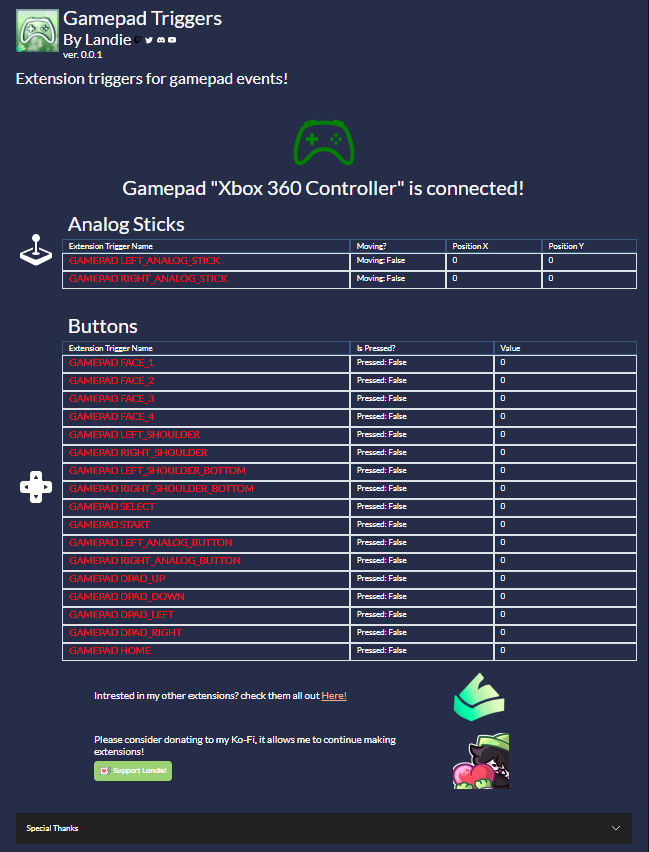 Gamepad Triggers
By Landie
ver. 0.0.1
Extension triggers for gamepad events!
Gamepad "Xbox 360 Controller" is connected!
Analog Sticks
Extension Trigger Name Moving? Position X Position Y
GAMEPAD LEFT_ANALOG_STICK Moving: False 0 0
GAMEPAD RIGHT_ANALOG_STICK Moving: False 0 0
Buttons
Extension Trigger Name Is Pressed? Value
GAMEPAD FACE_1 Pressed: False 0
GAMEPAD FACE_2 Pressed: False 0
GAMEPAD FACE_3 Pressed: False 0
GAMEPAD FACE_4 Pressed: False 0
GAMEPAD LEFT_SHOULDER Pressed: False 0
GAMEPAD RIGHT_SHOULDER Pressed: False 0
GAMEPAD LEFT_SHOULDER_BOTTOM Pressed: False 0
GAMEPAD RIGHT_SHOULDER_BOTTOM Pressed: False 0
GAMEPAD SELECT Pressed: False 0
GAMEPAD START Pressed: False 0
GAMEPAD LEFT_ANALOG_BUTTON Pressed: False 0
GAMEPAD RIGHT_ANALOG_BUTTON Pressed: False 0
GAMEPAD DPAD_UP Pressed: False 0
GAMEPAD DPAD_DOWN Pressed: False 0
GAMEPAD DPAD_LEFT Pressed: False 0
GAMEPAD DPAD_RIGHT Pressed: False 0
GAMEPAD HOME Pressed: False 0
Intrested in my other extensions? check them all out Here!
Please consider donating to my Ko-Fi, it allows me to continue making
extensions!
Support Landie!
Special Thanks